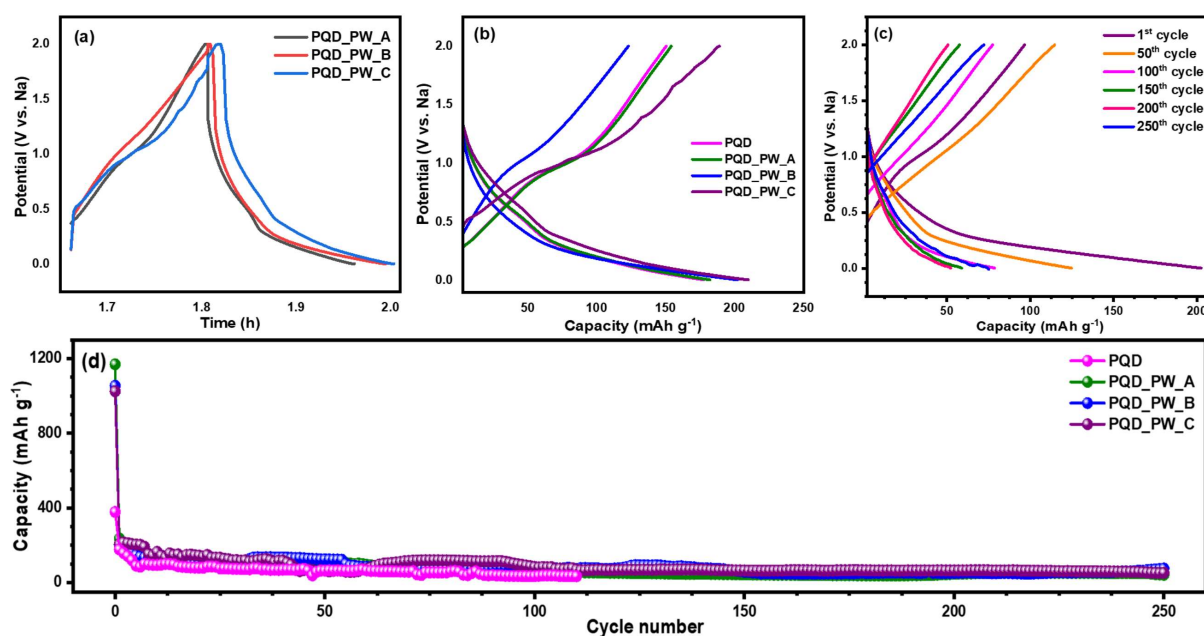 (a)
PQD_PW_A
PQD_PW_B
PQD_PW_C
2.0
1.5
1.0
0.5
0.0
Potential (V vs. Na)
1.7
1.8
1.9
2.0
Time (h)
(b)
2.0
1.5
1.0
0.5
0.0
Potential (V vs. Na)
PQD
PQD_PW_A
PQD_PW_B
PQD_PW_C
50
100
150
200
Capacity (mAh g⁻¹)
(c)
2.0
1.5
1.0
0.5
0.0
Potential (V vs. Na)
1ˢᵗ cycle
50ᵗʰ cycle
100ᵗʰ cycle
150ᵗʰ cycle
200ᵗʰ cycle
250ᵗʰ cycle
50
100
150
200
Capacity (mAh g⁻¹)
(d)
1200
800
400
0
Capacity (mAh g⁻¹)
PQD
PQD_PW_A
PQD_PW_B
PQD_PW_C
0
50
100
150
200
250
Cycle number